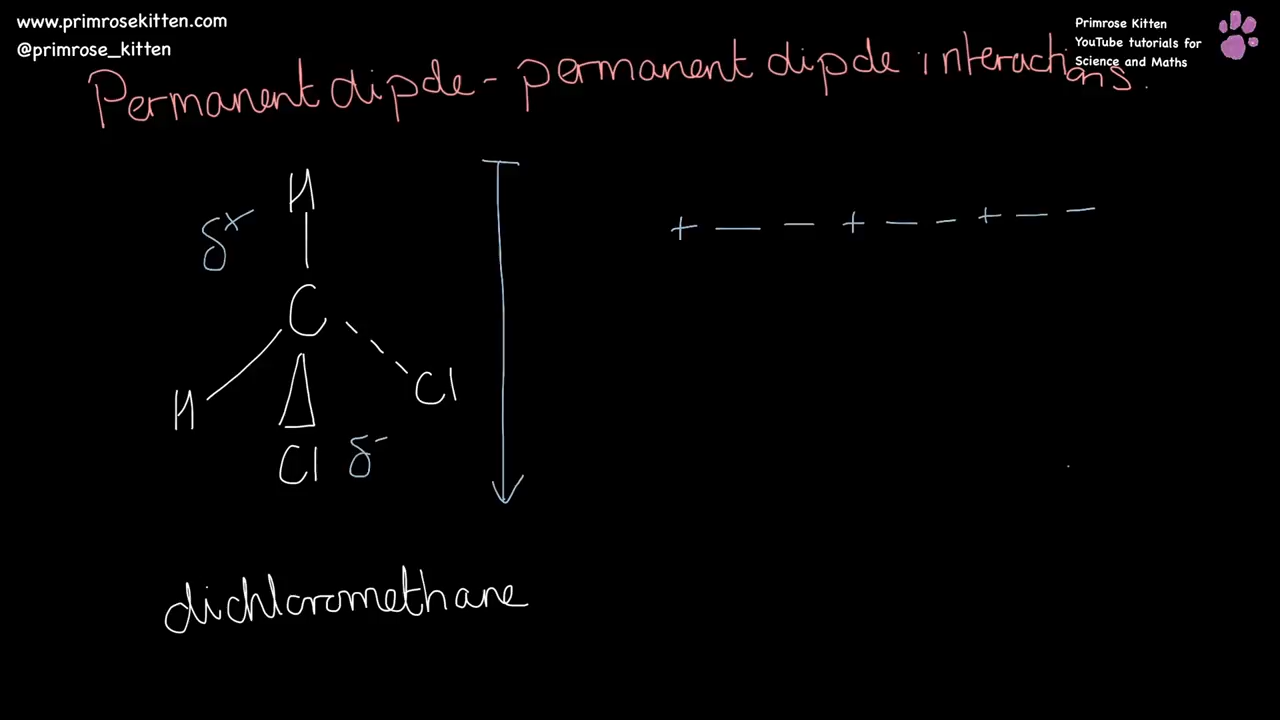 www.primrosekitten.com
@primrose_kitten
Primrose Kitten
YouTube tutorials for
Science and Maths
Permanent dipole - permanent dipole interactions.
H
δ+
C
H
Cl
Cl δ-
+ — — + — - + — -
dichloromethane